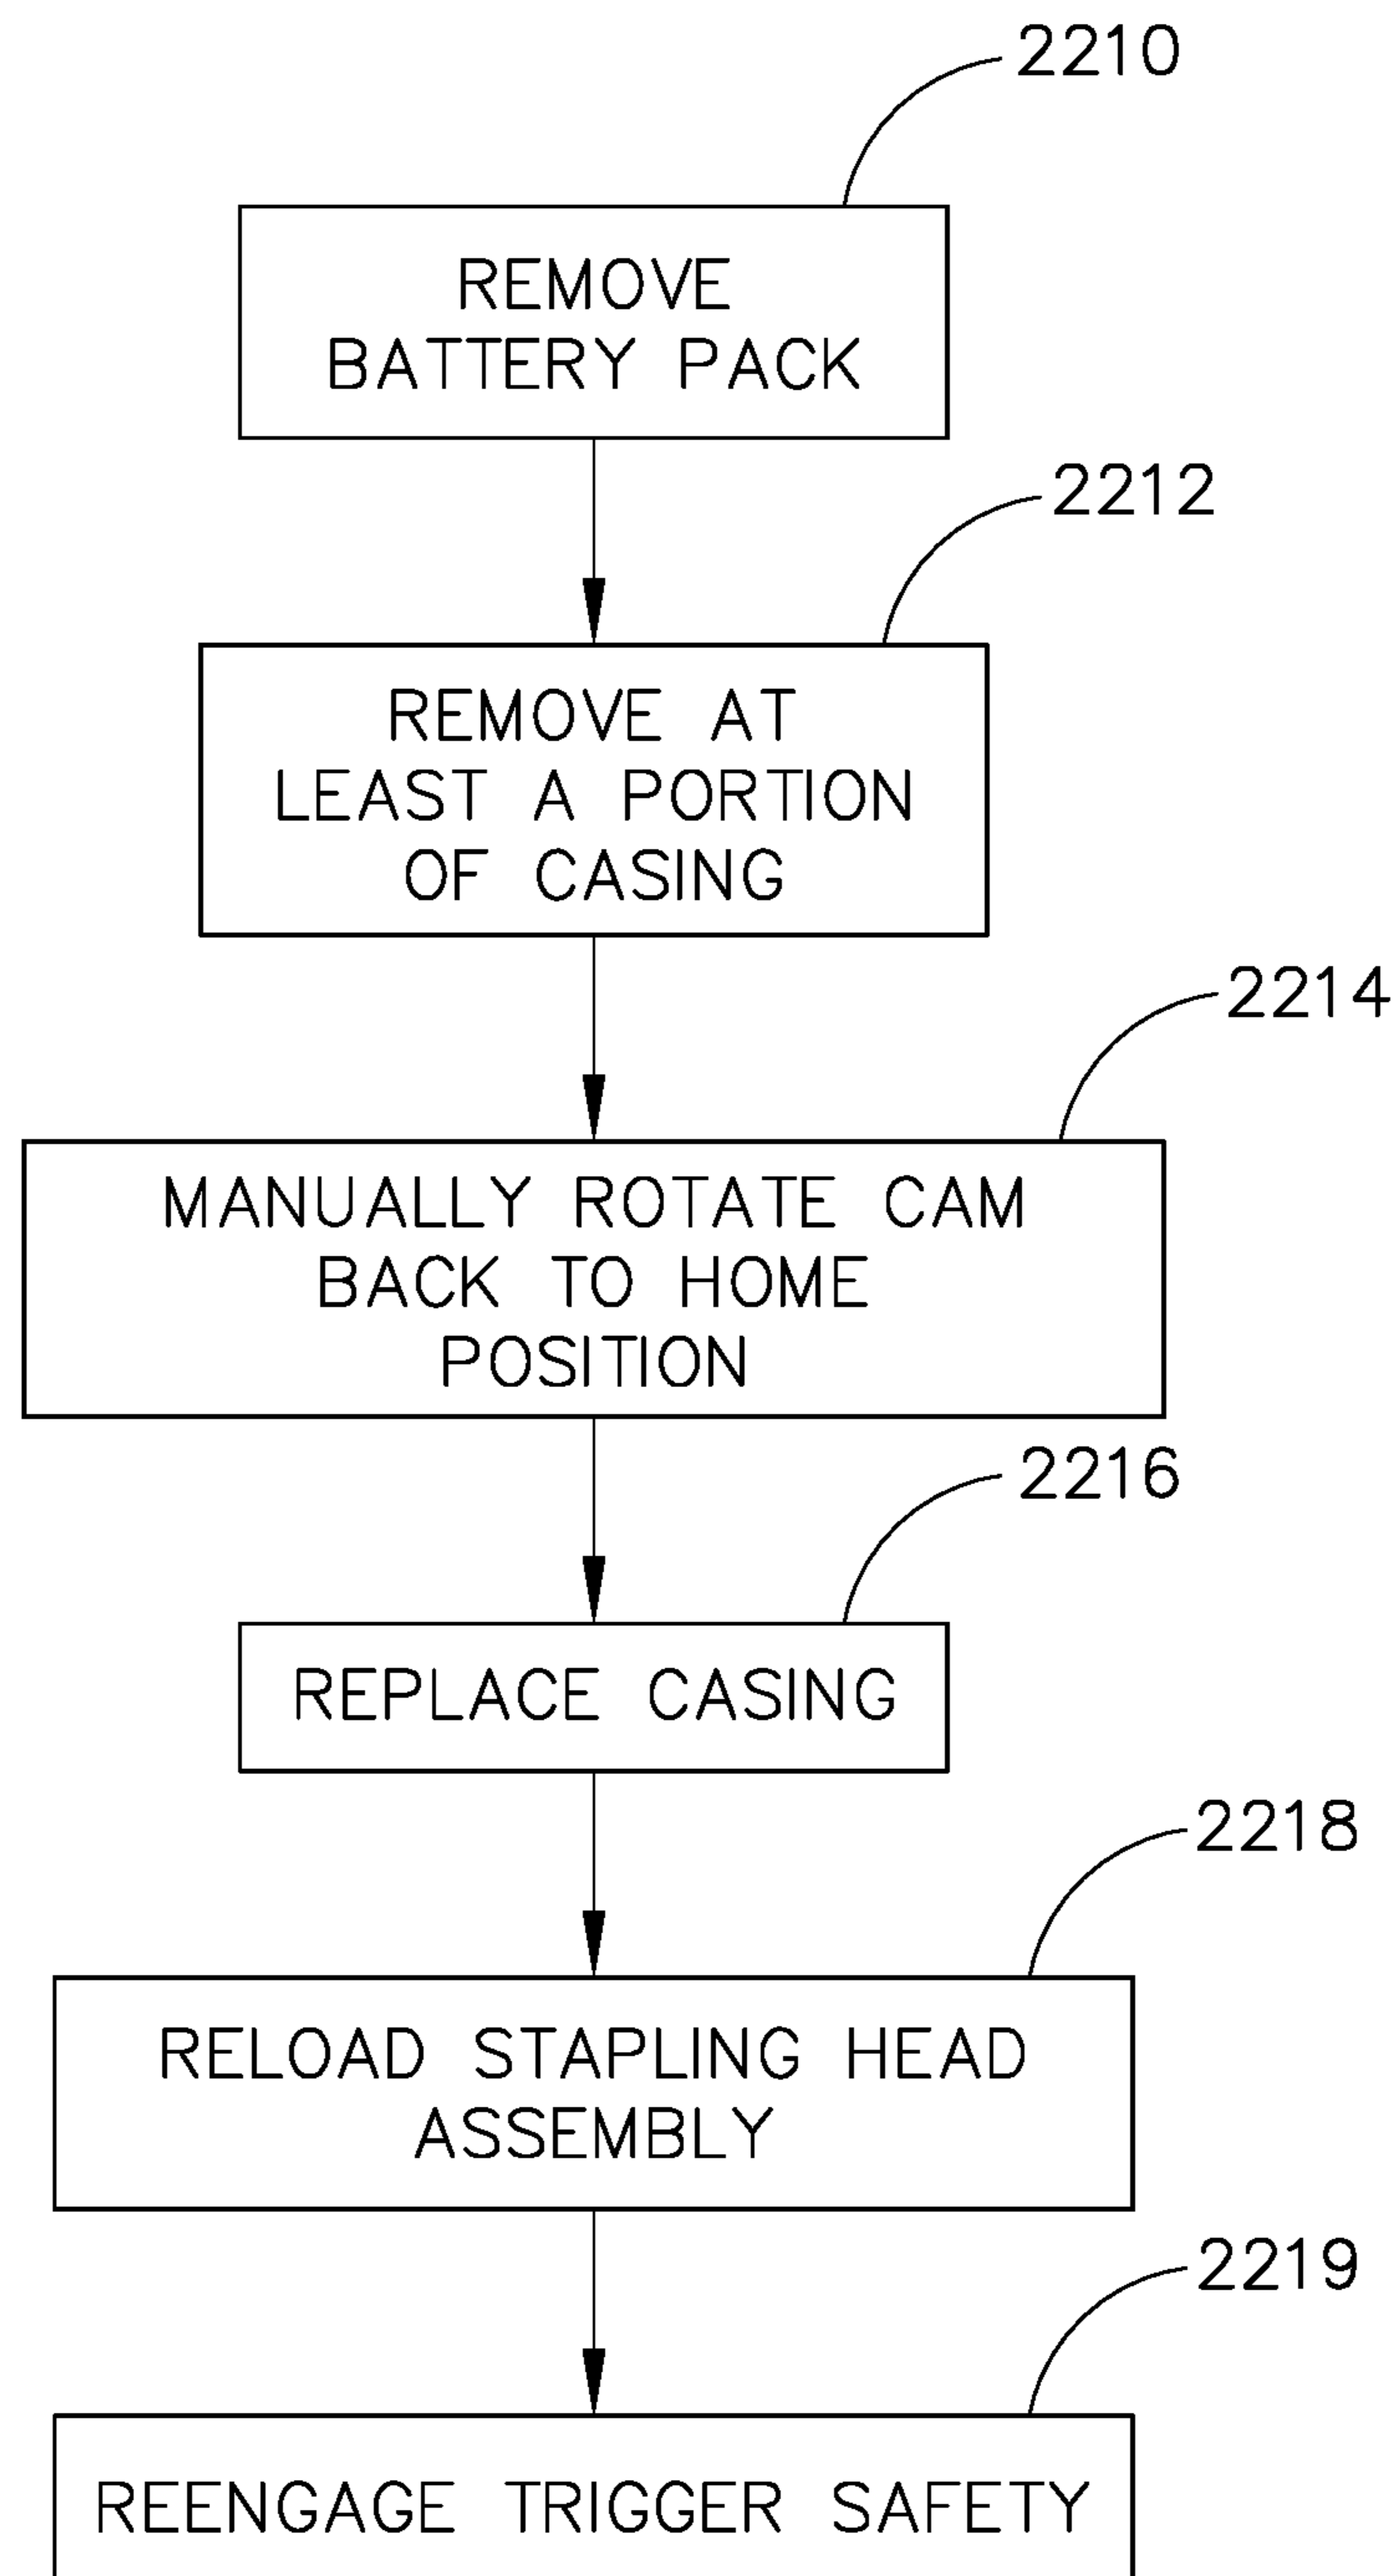 2210
REMOVE
BATTERY PACK
2212
REMOVE AT
LEAST A PORTION
OF CASING
2214
MANUALLY ROTATE CAM
BACK TO HOME
POSITION
2216
REPLACE CASING
2218
RELOAD STAPLING HEAD
ASSEMBLY
2219
REENGAGE TRIGGER SAFETY